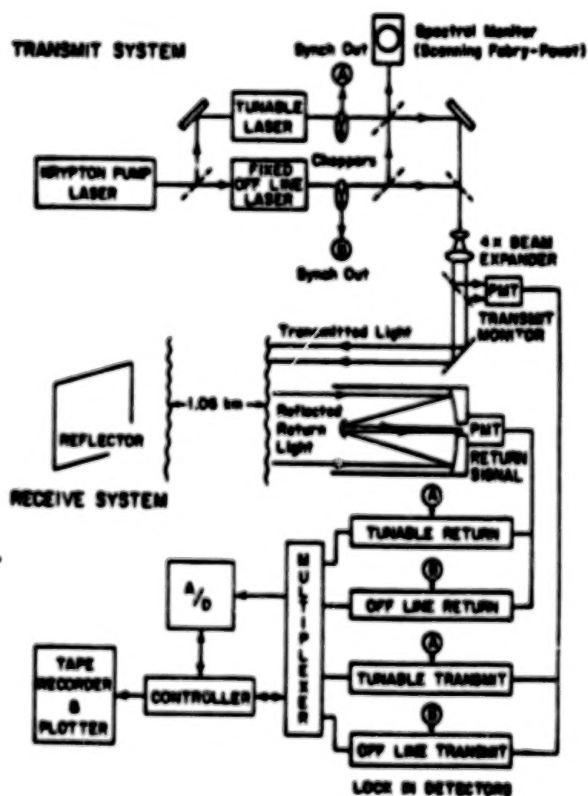 TRANSMIT SYSTEM
Synch Out
Spectral Monitor
(Scanning Fabry-Perot)
A
TUNABLE
LASER
Choppers
KRYPTON PUMP
LASER
FIXED
OFF LINE
LASER
B
Synch Out
4x BEAM
EXPANDER
PMT
TRANSMIT
MONITOR
Transmitted Light
1.06 km
REFLECTOR
Reflected
Return
Light
PMT
RETURN
SIGNAL
RECEIVE SYSTEM
A
TUNABLE RETURN
B
OFF LINE RETURN
A/D
MULTIPLEXER
A
TUNABLE TRANSMIT
TAPE
RECORDER
&
PLOTTER
CONTROLLER
B
OFF LINE TRANSMIT
LOCK IN DETECTORS